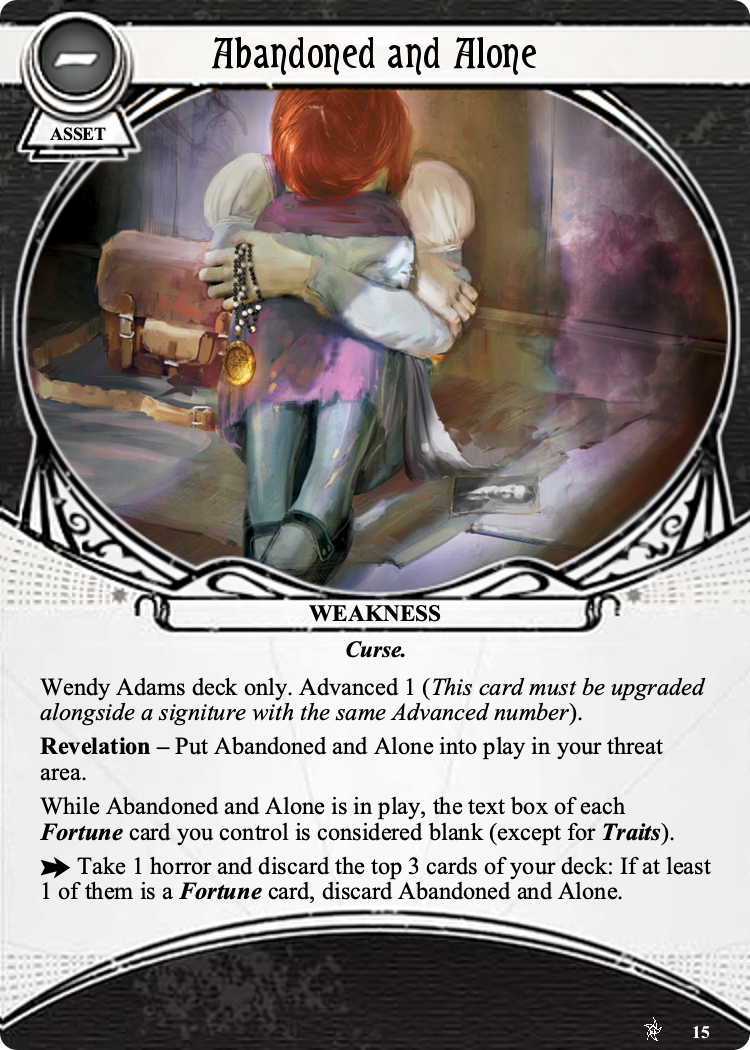 Abandoned and Alone
–
ASSET
WEAKNESS
Curse.
Wendy Adams deck only. Advanced 1 (This card must be upgraded
alongside a signiture with the same Advanced number).
Revelation – Put Abandoned and Alone into play in your threat
area.
While Abandoned and Alone is in play, the text box of each
Fortune card you control is considered blank (except for Traits).
Take 1 horror and discard the top 3 cards of your deck: If at least
1 of them is a Fortune card, discard Abandoned and Alone.
15